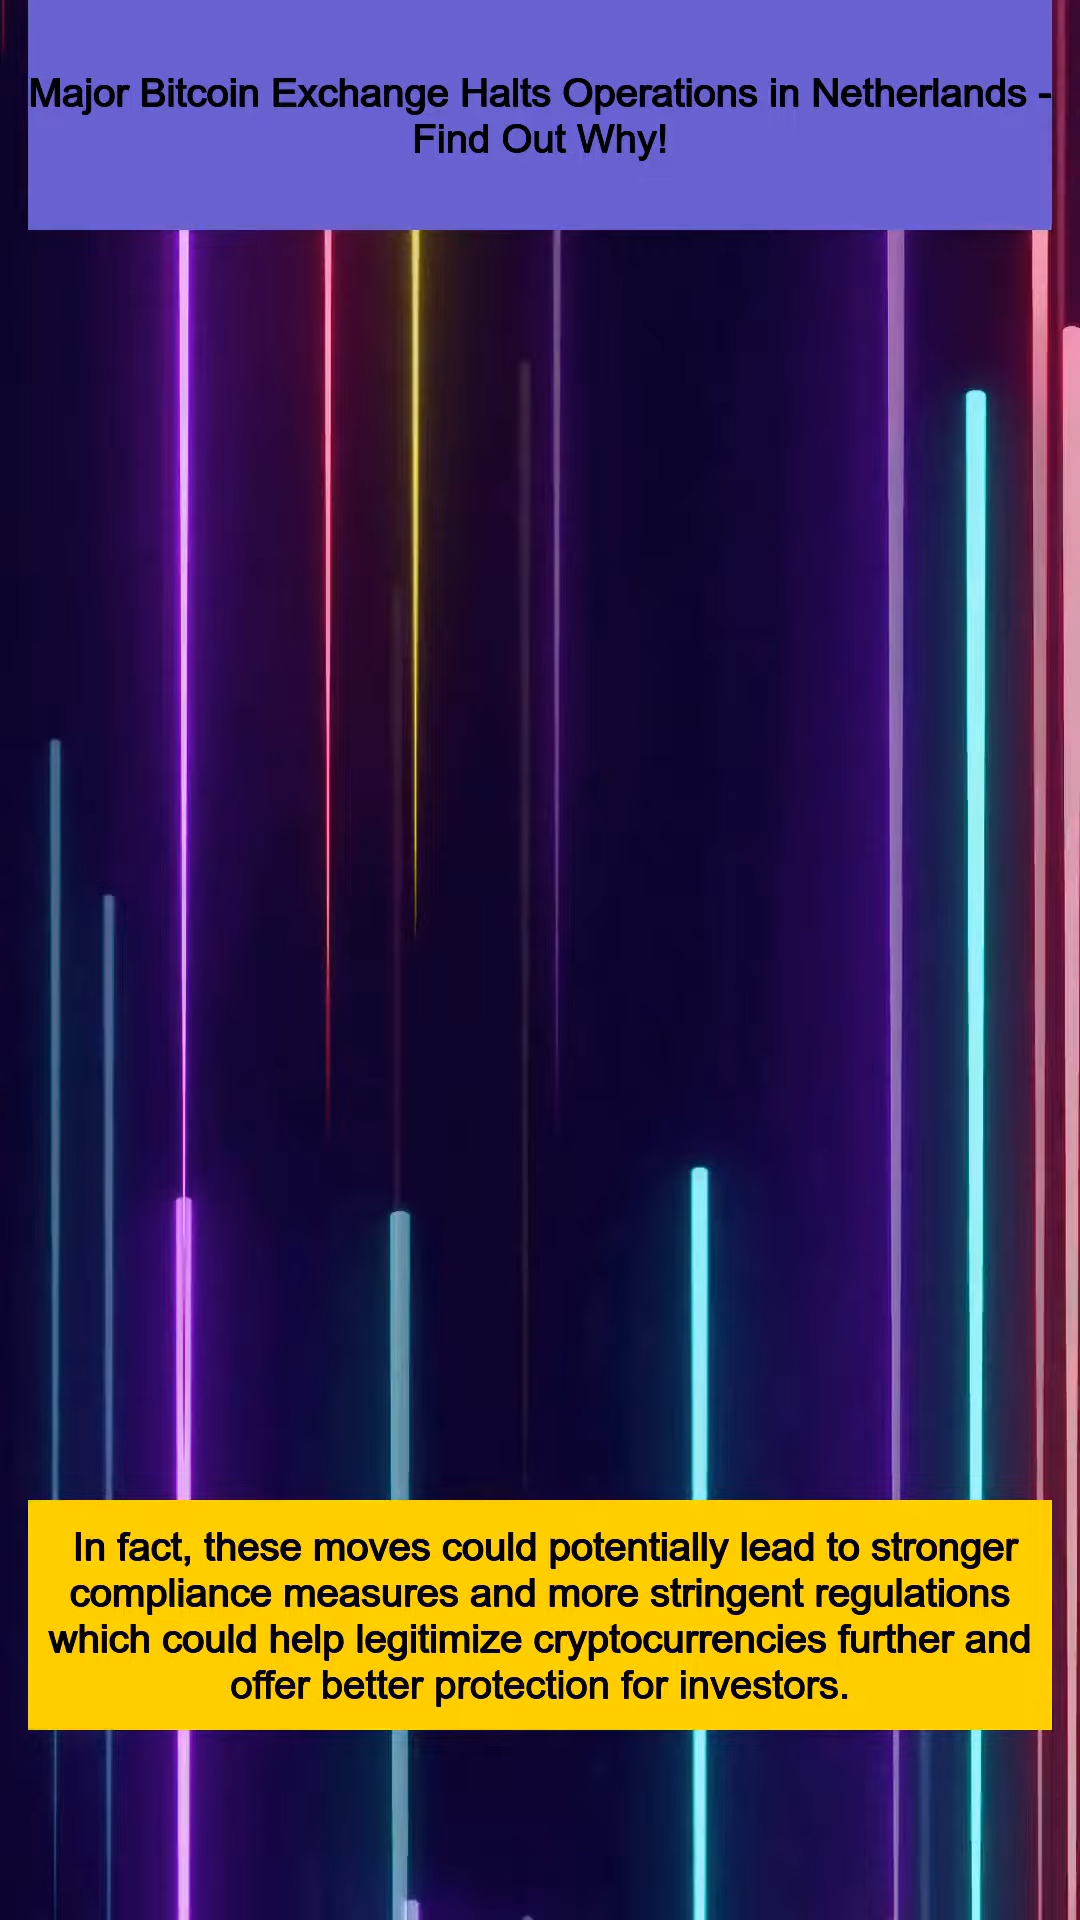 Major Bitcoin Exchange Halts Operations in Netherlands -
Find Out Why!
In fact, these moves could potentially lead to stronger
compliance measures and more stringent regulations
which could help legitimize cryptocurrencies further and
offer better protection for investors.